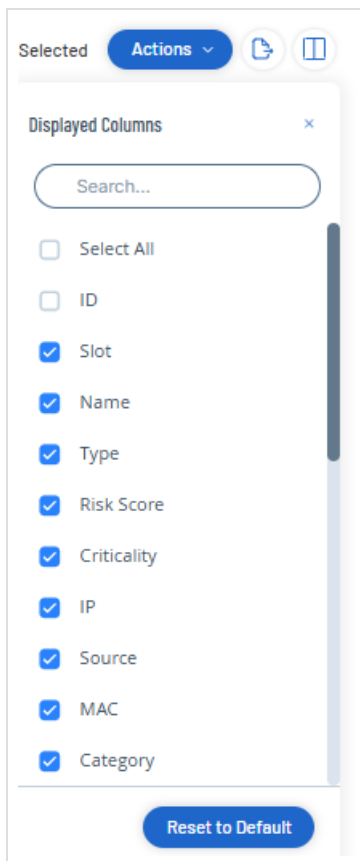 Selected Actions
Displayed Columns ×
Search...
Select All
ID
Slot
Name
Type
Risk Score
Criticality
IP
Source
MAC
Category
Reset to Default